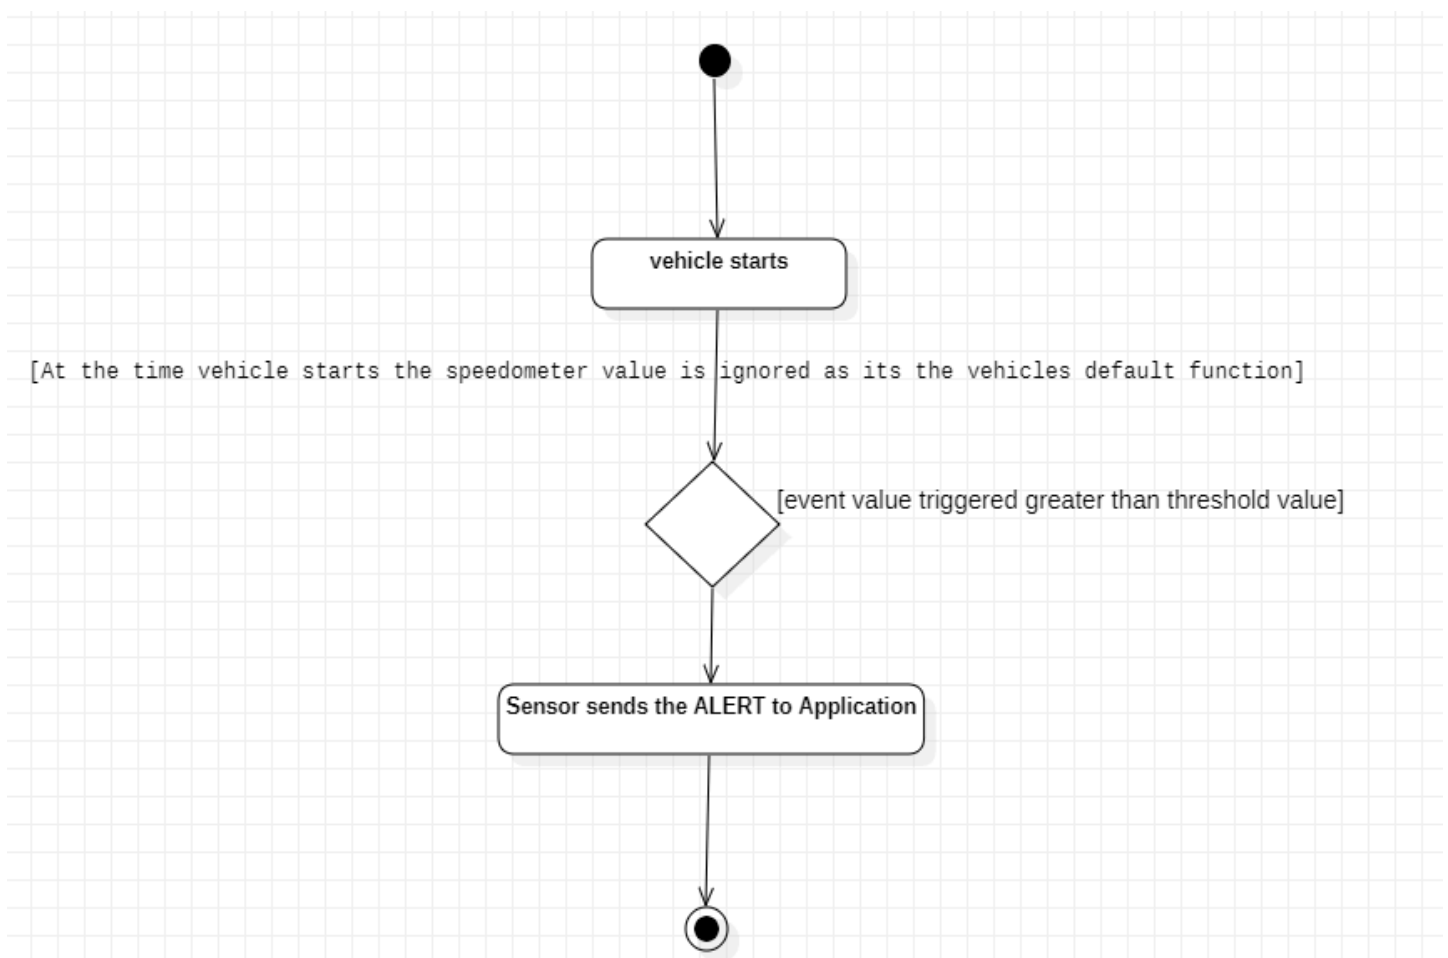 vehicle starts
[At the time vehicle starts the speedometer value is ignored as its the vehicles default function]
[event value triggered greater than threshold value]
Sensor sends the ALERT to Application